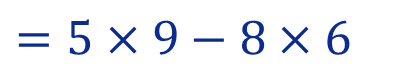 = 5 × 9 − 8 × 6